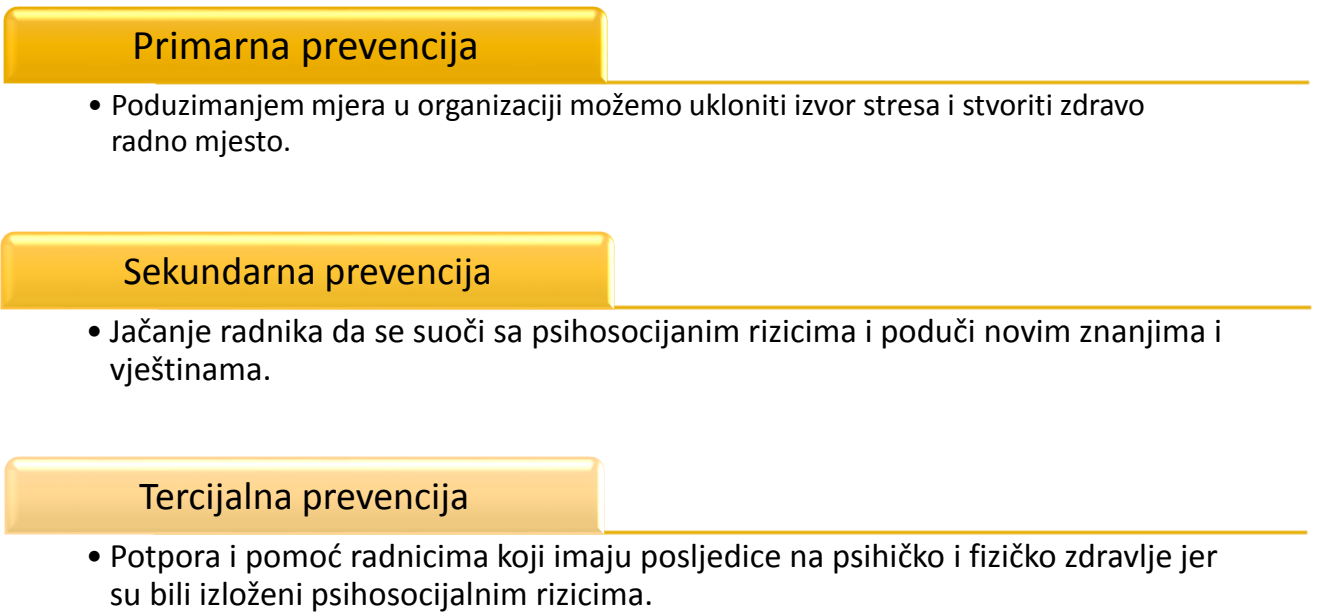 Primarna prevencija
• Poduzimanjem mjera u organizaciji možemo ukloniti izvor stresa i stvoriti zdravo
radno mjesto.
Sekundarna prevencija
• Jačanje radnika da se suoči sa psihosocijanim rizicima i poduči novim znanjima i
vještinama.
Tercijalna prevencija
• Potpora i pomoć radnicima koji imaju posljedice na psihičko i fizičko zdravlje jer
su bili izloženi psihosocijalnim rizicima.